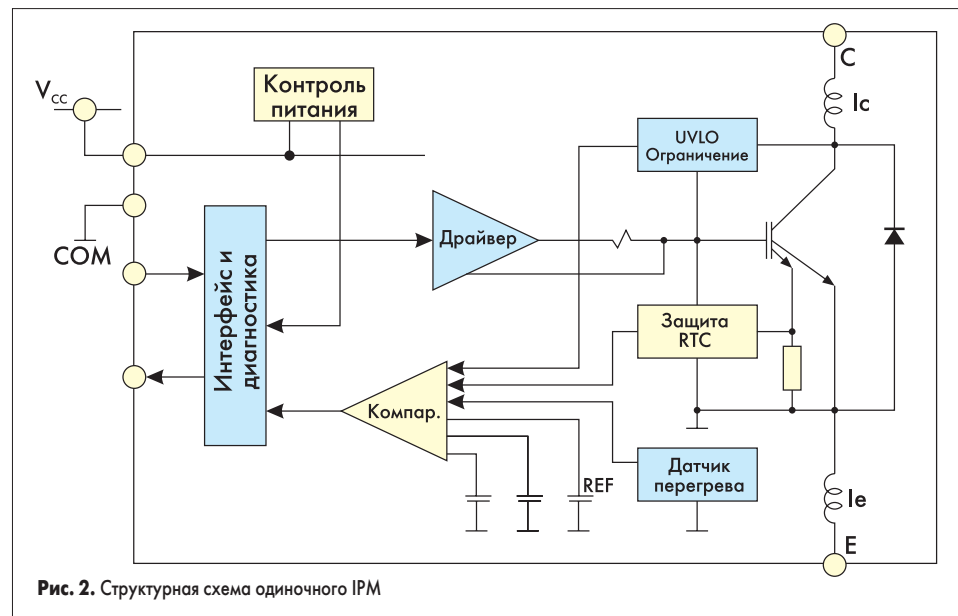 C
Контроль
питания
Vcc
Ic
UVLO
Ограничение
COM
Драйвер
Интерфейс и
диагностика
Защита
RTC
Компар.
Датчик
перегрева
REF
Ie
E
Рис. 2. Структурная схема одиночного IPM